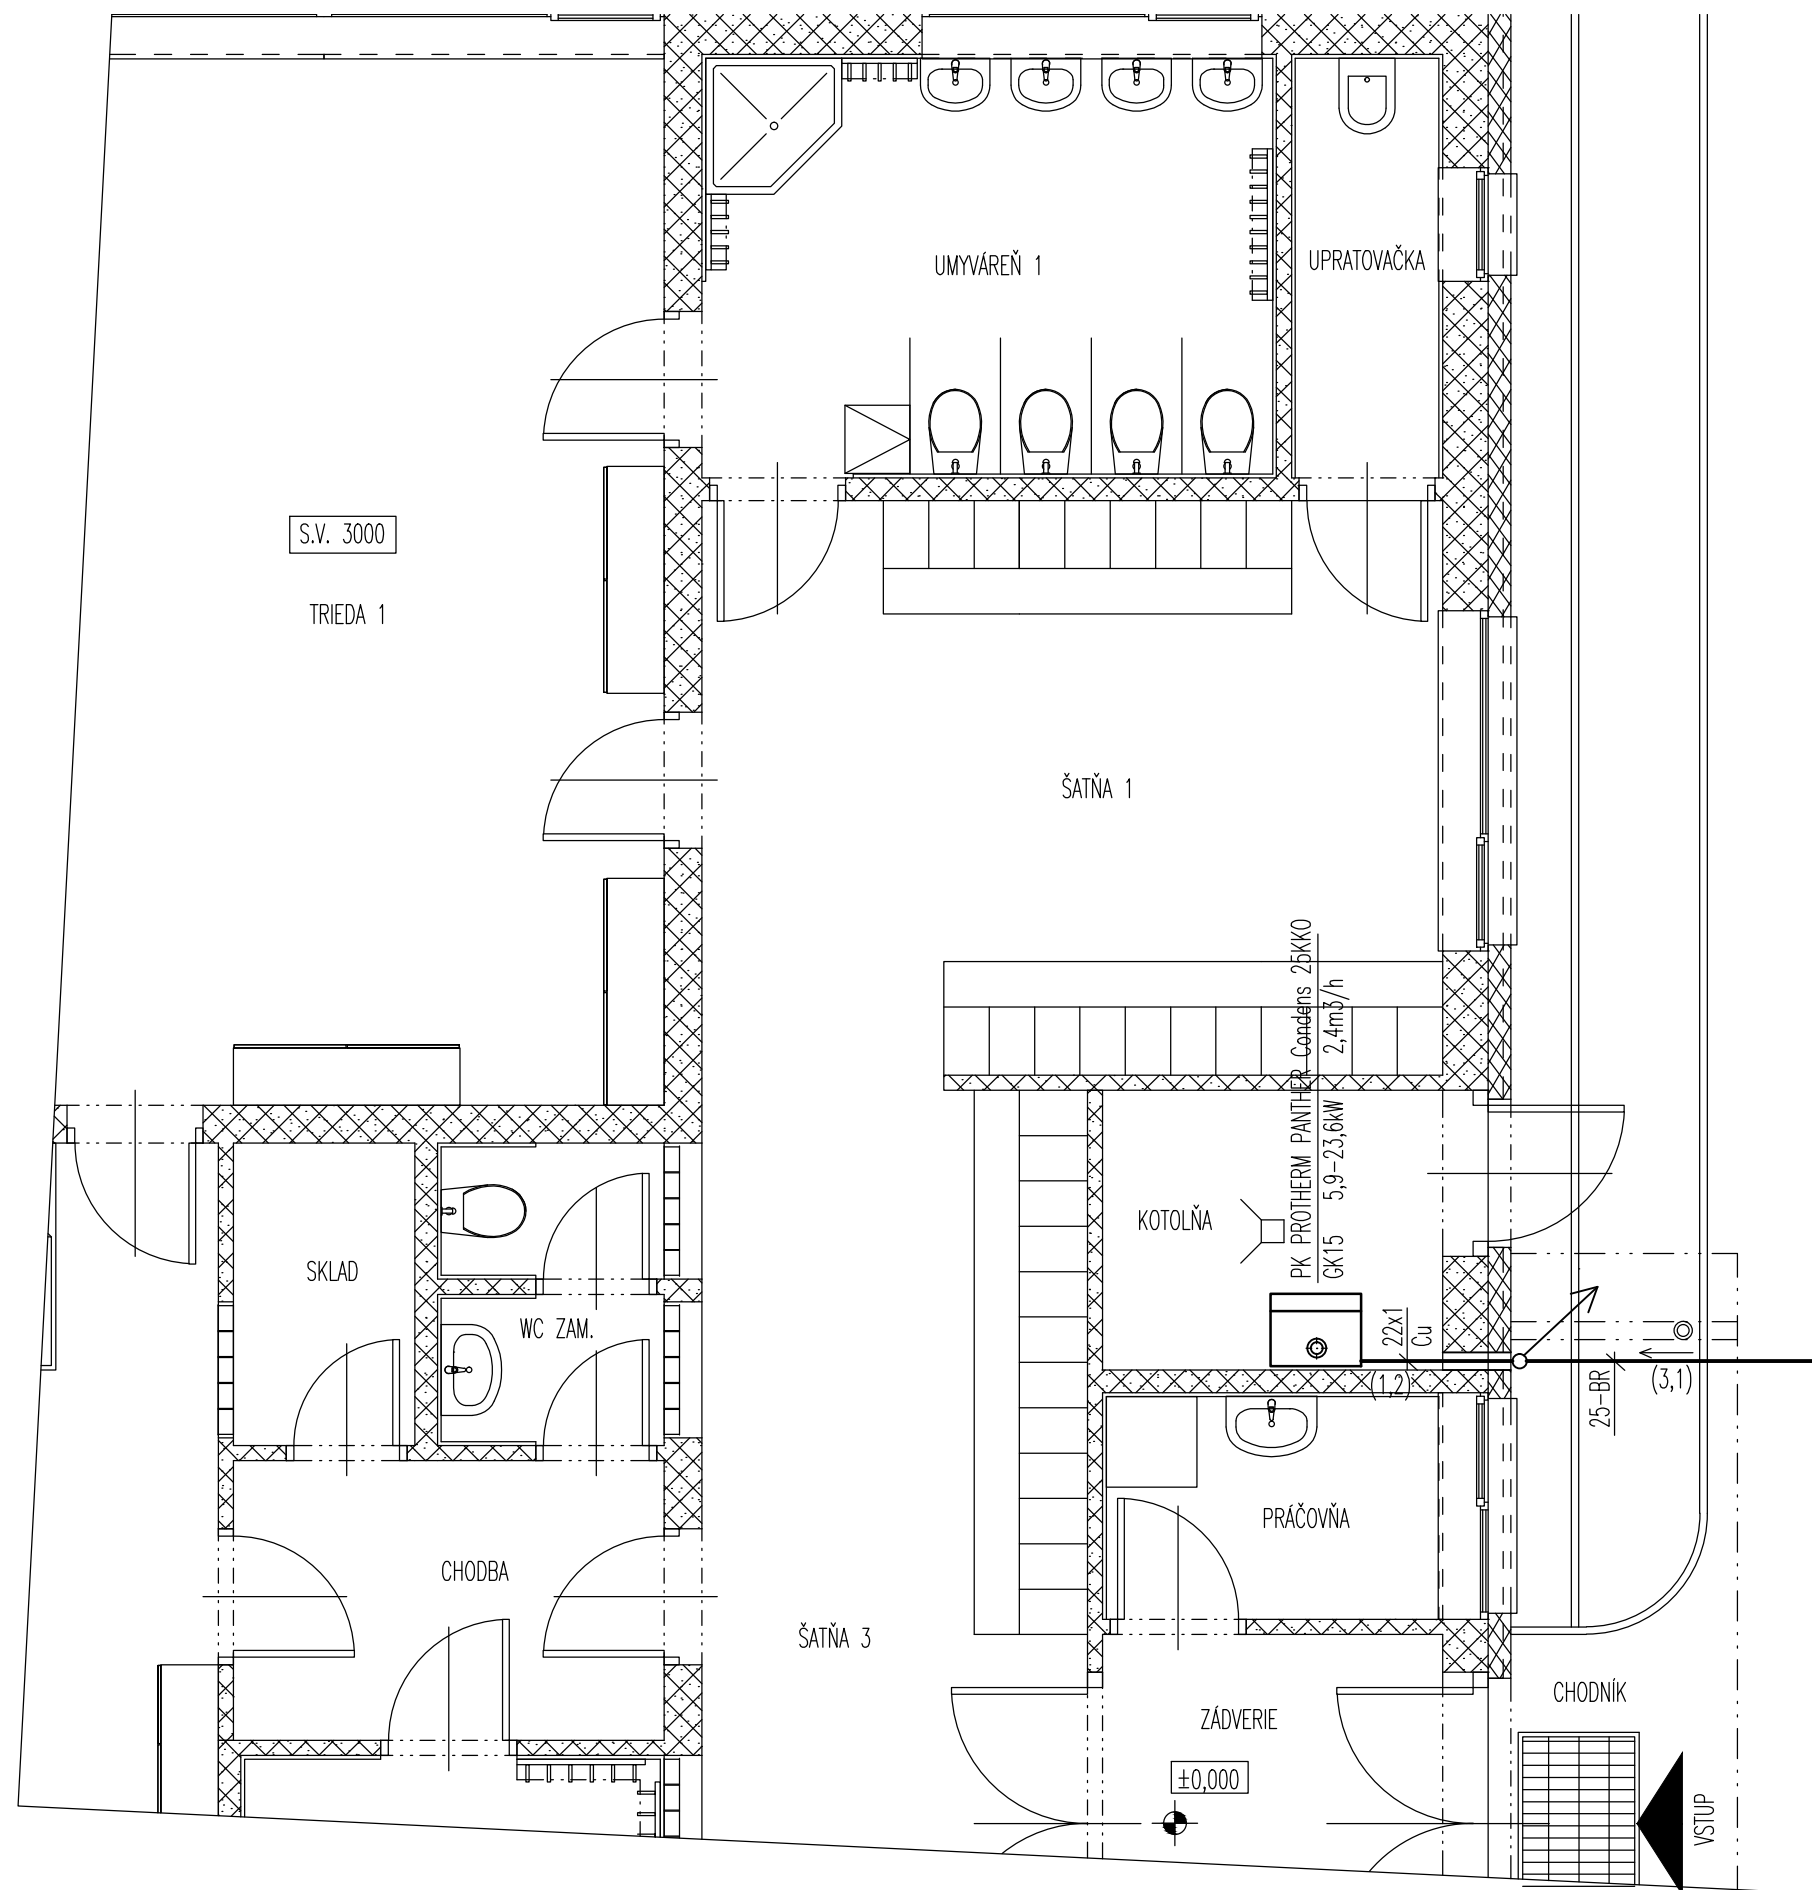 UMYVÁREŇ 1
UPRATOVAČKA
S.V. 3000
TRIEDA 1
ŠATŇA 1
PK PROTHERM PANTHER Condens 25KKO
GK15 5,9-23,6kW 2,4m3/h
KOTOLŇA
SKLAD
WC ZAM.
22x1
Cu
(1,2)
25-BR
(3,1)
PRÁČOVŇA
CHODBA
ŠATŇA 3
CHODNÍK
ZÁDVERIE
±0,000
VSTUP